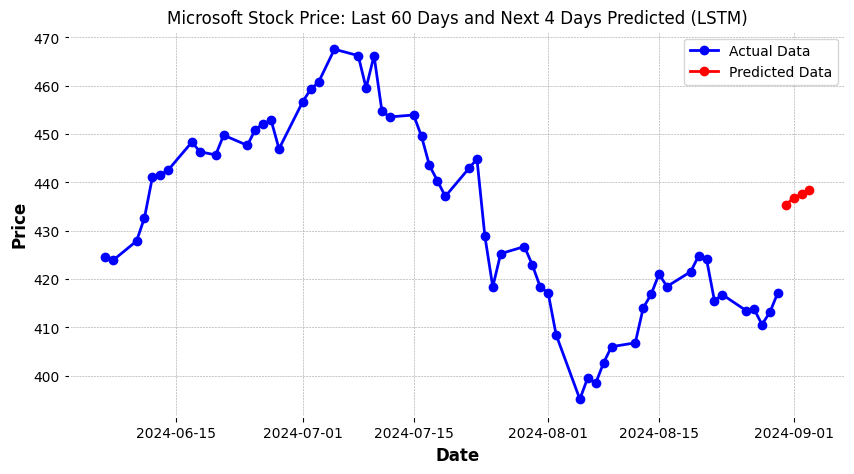 Microsoft Stock Price: Last 60 Days and Next 4 Days Predicted (LSTM)
Actual Data
Predicted Data
Price
470
460
450
440
430
420
410
400
2024-06-15
2024-07-01
2024-07-15
2024-08-01
2024-08-15
2024-09-01
Date